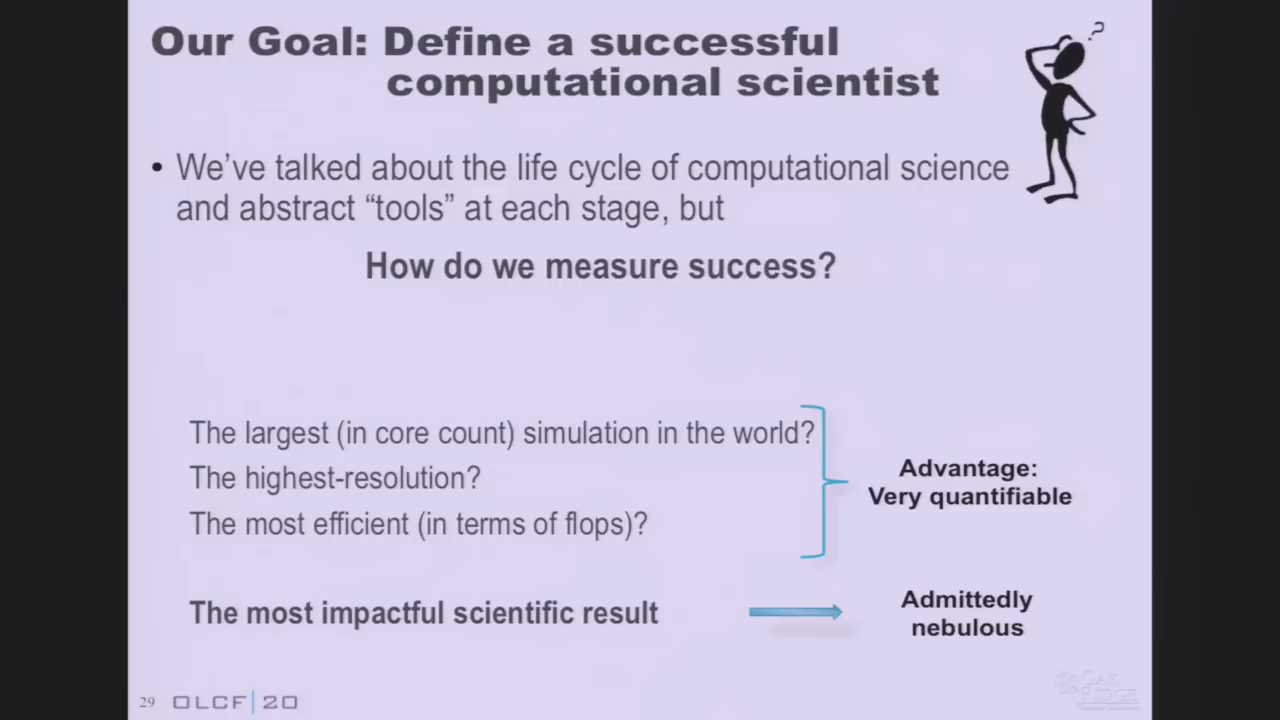 Our Goal: Define a successful
computational scientist
?
• We’ve talked about the life cycle of computational science
and abstract “tools” at each stage, but
How do we measure success?
The largest (in core count) simulation in the world?
The highest-resolution?
The most efficient (in terms of flops)?
Advantage:
Very quantifiable
The most impactful scientific result
Admittedly
nebulous
29 OLCF|20
OAK
RIDGE